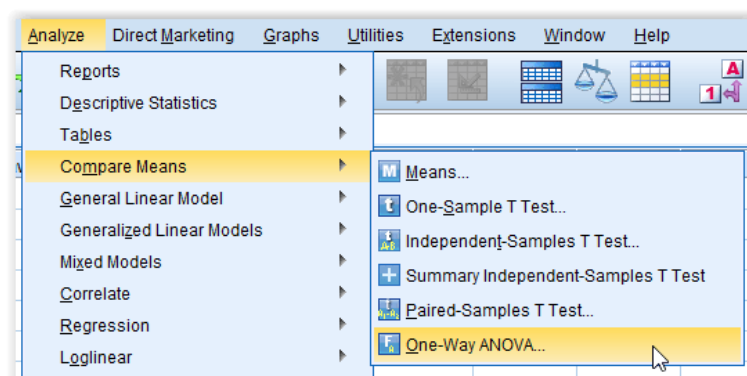 Analyze Direct Marketing Graphs Utilities Extensions Window Help
Reports
Descriptive Statistics
Tables
Compare Means
General Linear Model
Generalized Linear Models
Mixed Models
Correlate
Regression
Loglinear
A
1
M Means...
t One-Sample T Test...
Independent-Samples T Test...
Summary Independent-Samples T Test
Paired-Samples T Test...
One-Way ANOVA...